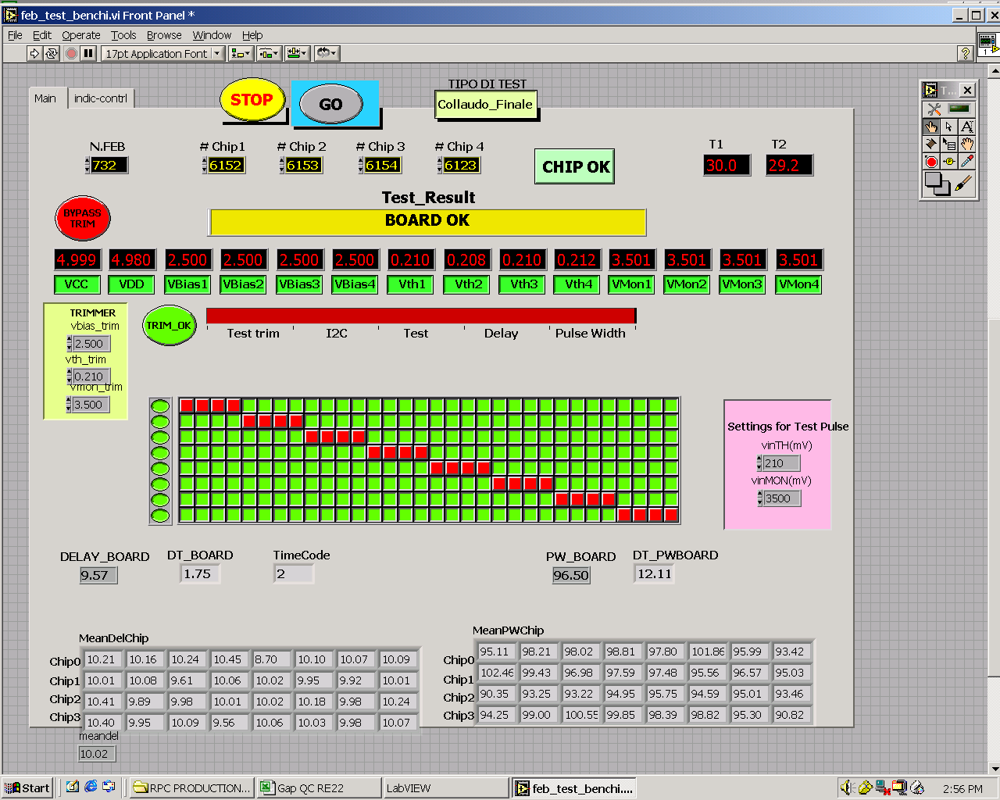 feb_test_benchi.vi Front Panel *
File Edit Operate Tools Browse Window Help
17pt Application Font
?
1
T...
Main indic-contrl
STOP GO
TIPO DI TEST
Collaudo_Finale
N.FEB # Chip1 # Chip 2 # Chip 3 # Chip 4
732 6152 6153 6154 6123
CHIP OK
T1 T2
30.0 29.2
BYPASS
TRIM
Test_Result
BOARD OK
4.999 4.980 2.500 2.500 2.500 2.500 0.210 0.208 0.210 0.212 3.501 3.501 3.501 3.501
VCC VDD VBias1 VBias2 VBias3 VBias4 Vth1 Vth2 Vth3 Vth4 VMon1 VMon2 VMon3 VMon4
TRIMMER
vbias_trim
2.500
vth_trim
0.210
vmon_trim
3.500
TRIM_OK
Test trim I2C Test Delay Pulse Width
Settings for Test Pulse
vinTH(mV)
210
vinMON(mV)
3500
DELAY_BOARD DT_BOARD TimeCode PW_BOARD DT_PWBOARD
9.57 1.75 2 96.50 12.11
MeanDelChip
Chip0 10.21 10.16 10.24 10.45 8.70 10.10 10.07 10.09
Chip1 10.01 10.08 9.61 10.06 10.02 9.95 9.92 10.01
Chip2 10.41 9.89 9.98 10.01 10.02 10.18 9.98 10.24
Chip3 10.40 9.95 10.09 9.56 10.06 10.03 9.98 10.07
meandel
10.02
MeanPWChip
Chip0 95.11 98.21 98.02 98.81 97.80 101.86 95.99 93.42
Chip1 102.46 99.43 96.98 97.59 97.48 95.56 96.57 95.03
Chip2 90.35 93.25 93.22 94.95 95.75 94.59 95.01 93.46
Chip3 94.25 99.00 100.55 99.85 98.39 98.82 95.30 90.82
Start RPC PRODUCTION... Gap QC RE22 LabVIEW feb_test_benchi.... 2:56 PM